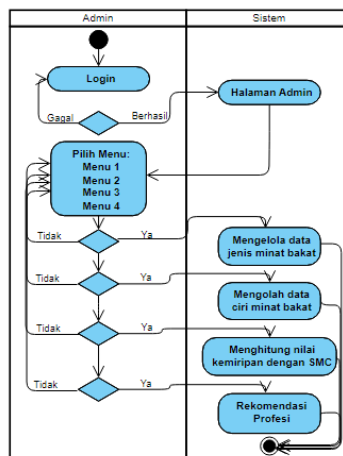 Admin
Sistem
Login
Gagal
Berhasil
Halaman Admin
Pilih Menu:
Menu 1
Menu 2
Menu 3
Menu 4
Tidak
Ya
Mengelola data
jenis minat bakat
Tidak
Ya
Mengolah data
ciri minat bakat
Tidak
Ya
Menghitung nilai
kemiripan dengan SMC
Tidak
Ya
Rekomendasi
Profesi